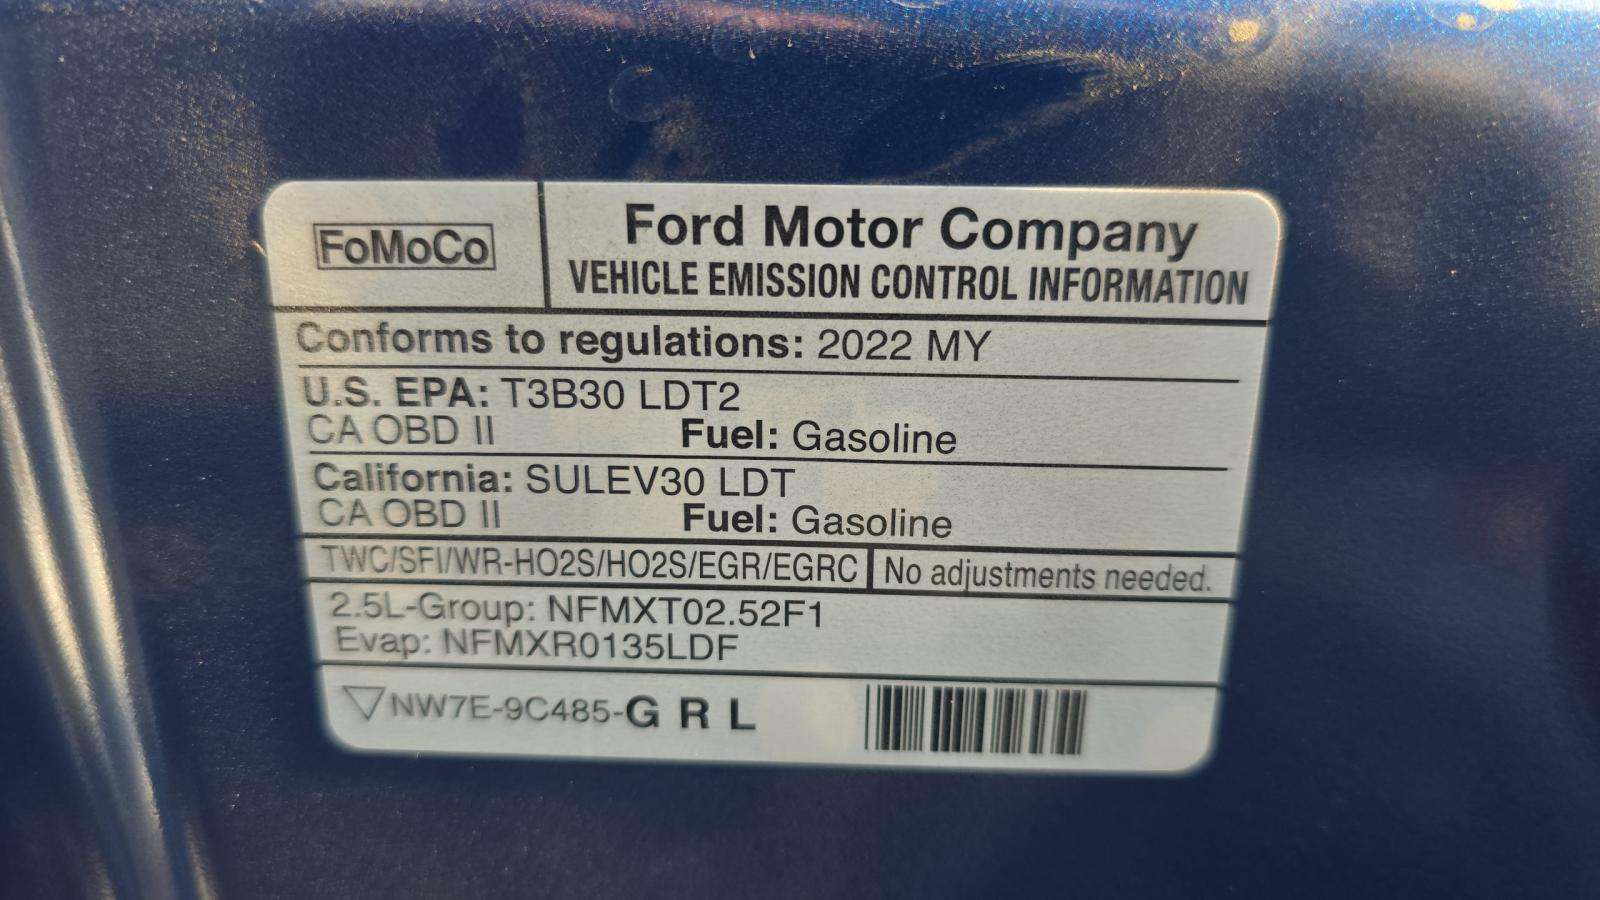 FoMoCo
Ford Motor Company
VEHICLE EMISSION CONTROL INFORMATION
Conforms to regulations: 2022 MY
U.S. EPA: T3B30 LDT2
CA OBD II Fuel: Gasoline
California: SULEV30 LDT
CA OBD II Fuel: Gasoline
TWC/SFI/WR-HO2S/HO2S/EGR/EGRC No adjustments needed.
2.5L-Group: NFMXT02.52F1
Evap: NFMXR0135LDF
NW7E-9C485-G R L